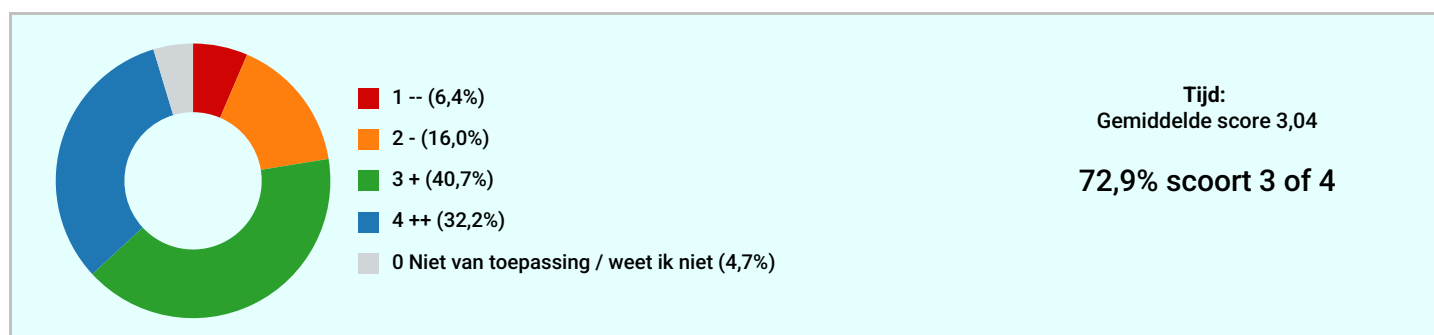 1 -- (6,4%)
2 - (16,0%)
3 + (40,7%)
4 ++ (32,2%)
0 Niet van toepassing / weet ik niet (4,7%)
Tijd:
Gemiddelde score 3,04
72,9% scoort 3 of 4